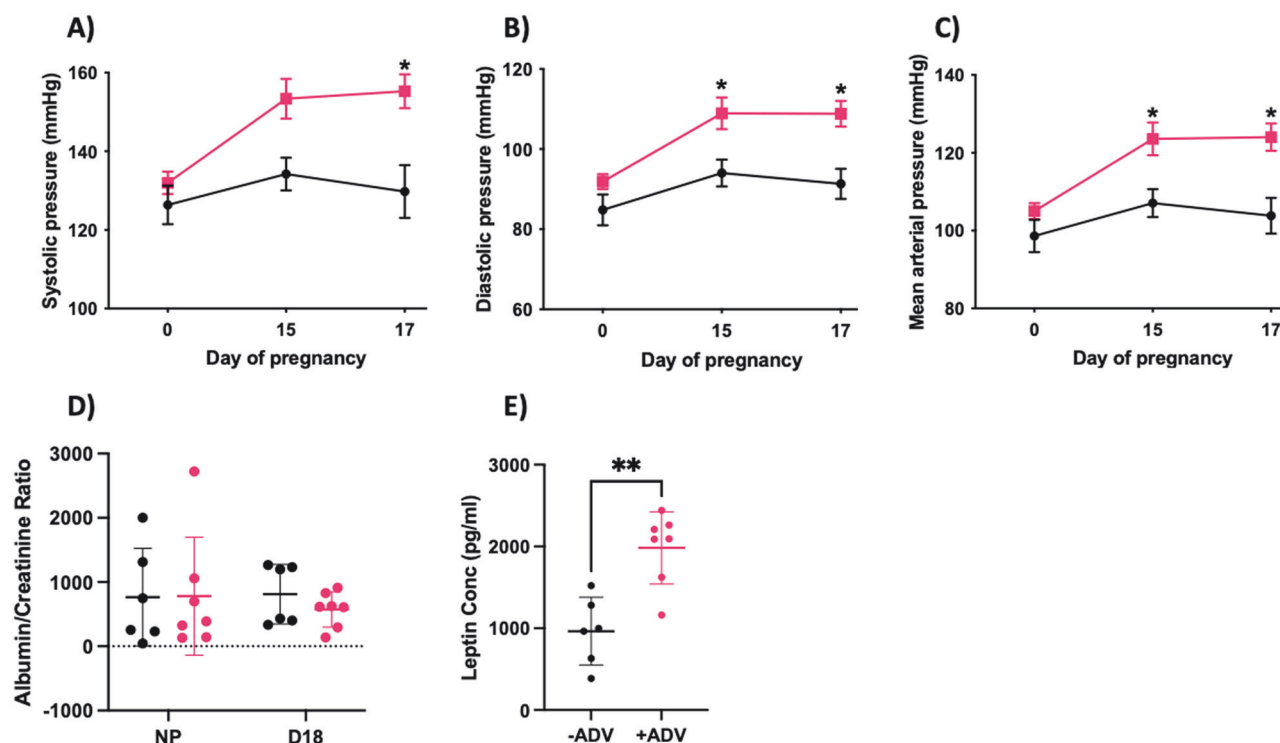 A)
Systolic pressure (mmHg)
160
140
120
100
*
0 15 17
Day of pregnancy
B)
Diastolic pressure (mmHg)
120
100
80
60
* *
0 15 17
Day of pregnancy
C)
Mean arterial pressure (mmHg)
140
120
100
80
* *
0 15 17
Day of pregnancy
D)
Albumin/Creatinine Ratio
3000
2000
1000
0
-1000
NP D18
E)
Leptin Conc (pg/ml)
3000
2000
1000
0
**
-ADV +ADV